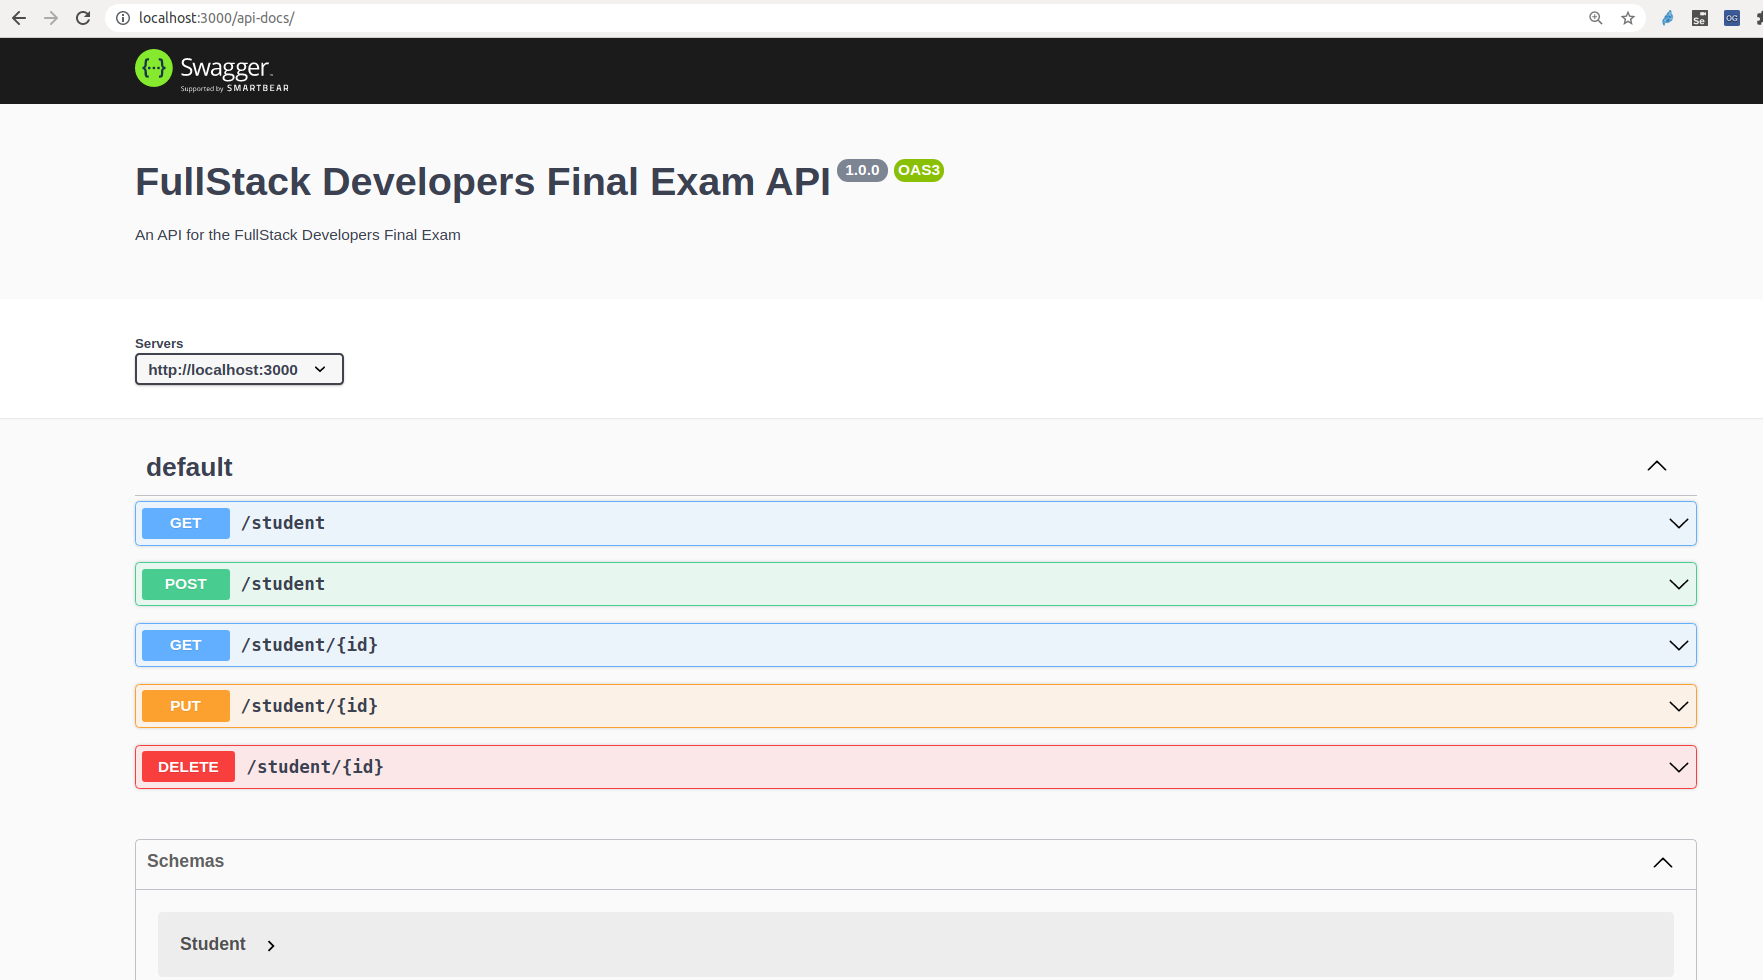 localhost:3000/api-docs/
Se
OG
{···}
Swagger
Supported by SMARTBEAR
FullStack Developers Final Exam API 1.0.0 OAS3
An API for the FullStack Developers Final Exam
Servers
http://localhost:3000
default
GET /student
POST /student
GET /student/{id}
PUT /student/{id}
DELETE /student/{id}
Schemas
Student